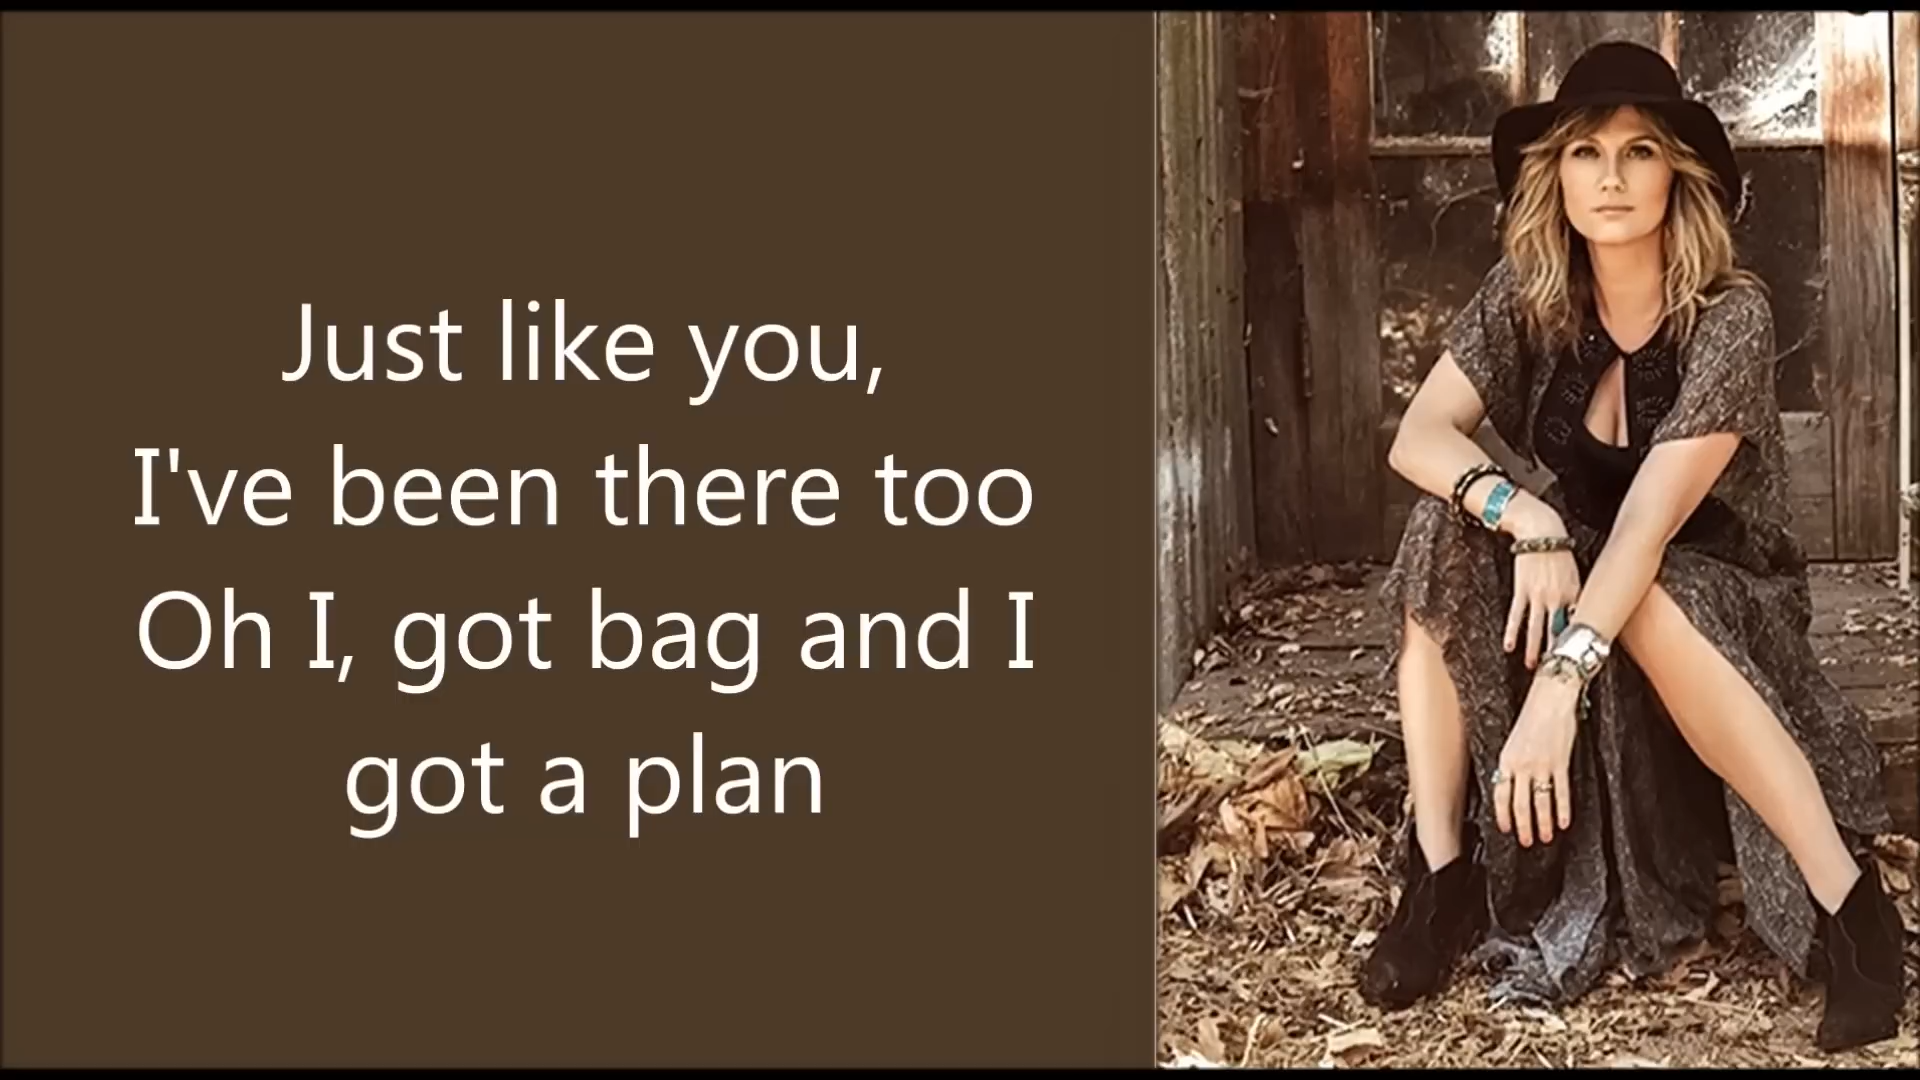 Just like you,
I've been there too
Oh I, got bag and I
got a plan